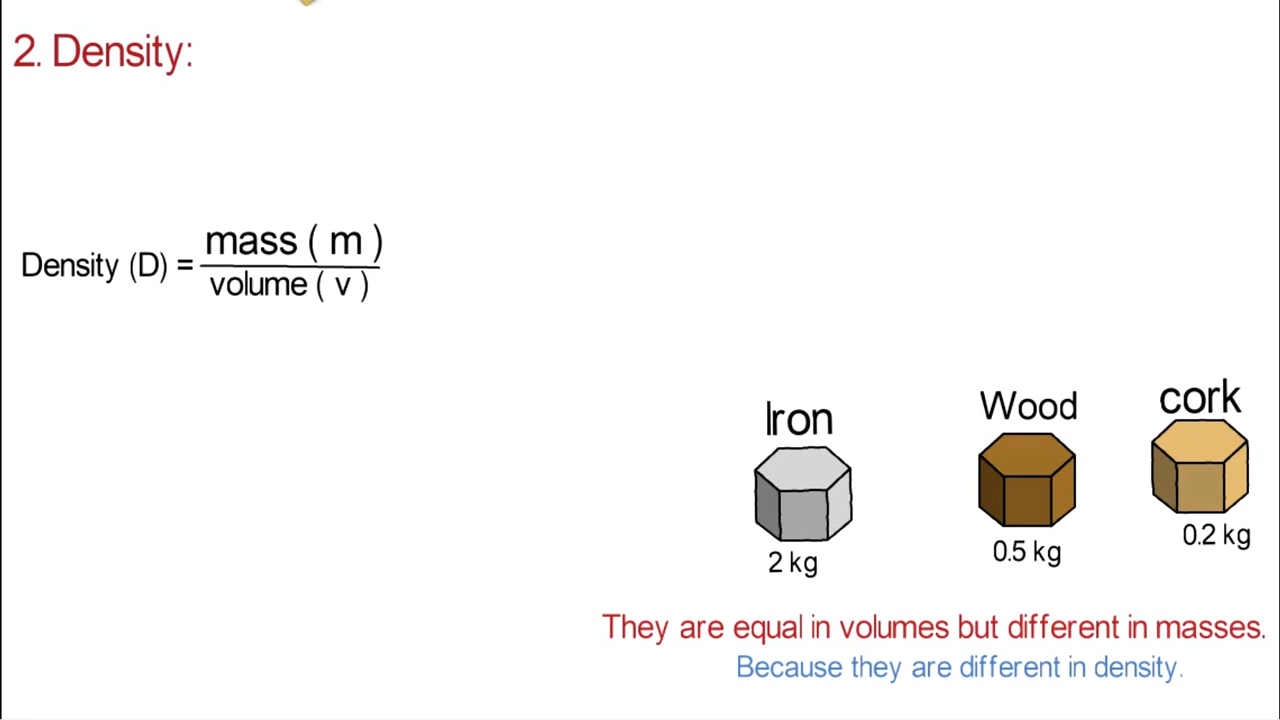 2. Density:
Density (D) = mass ( m )
volume ( v )
Iron
Wood
cork
2 kg
0.5 kg
0.2 kg
They are equal in volumes but different in masses.
Because they are different in density.